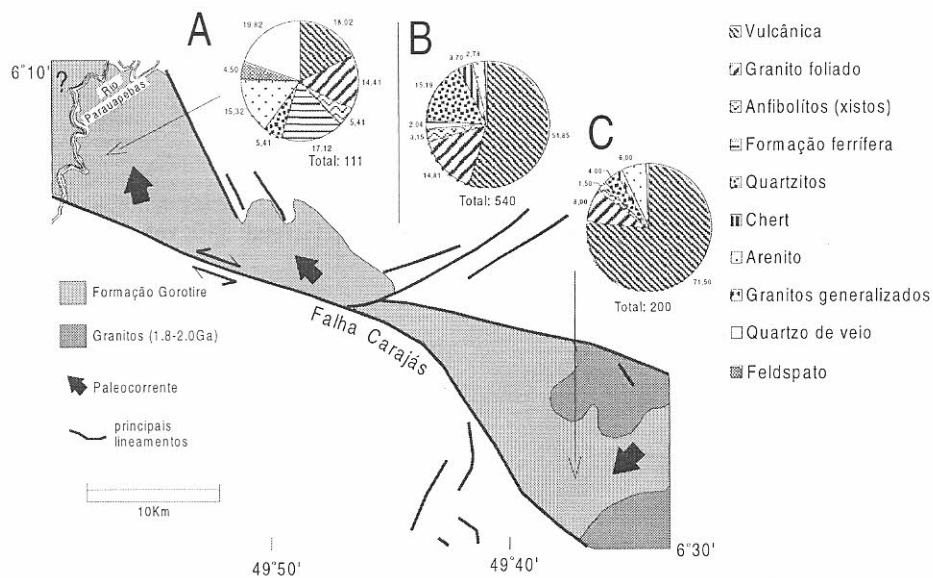 A
19,82
18,02
14,41
5,41
17,12
5,41
15,32
4,50
Total: 111
B
3,70
2,78
15,19
2,04
3,15
14,81
51,85
Total: 540
C
6,00
4,00
1,50
8,00
71,50
Total: 200
6°10'
?
Rio
Parauapebas
Falha Carajás
Formação Gorotire
Granitos (1.8-2.0Ga)
Paleocorrente
principais
lineamentos
10Km
49°50'
49°40'
6°30'
Vulcânica
Granito foliado
Anfibolítos (xistos)
Formação ferrífera
Quartzitos
Chert
Arenito
Granitos generalizados
Quartzo de veio
Feldspato